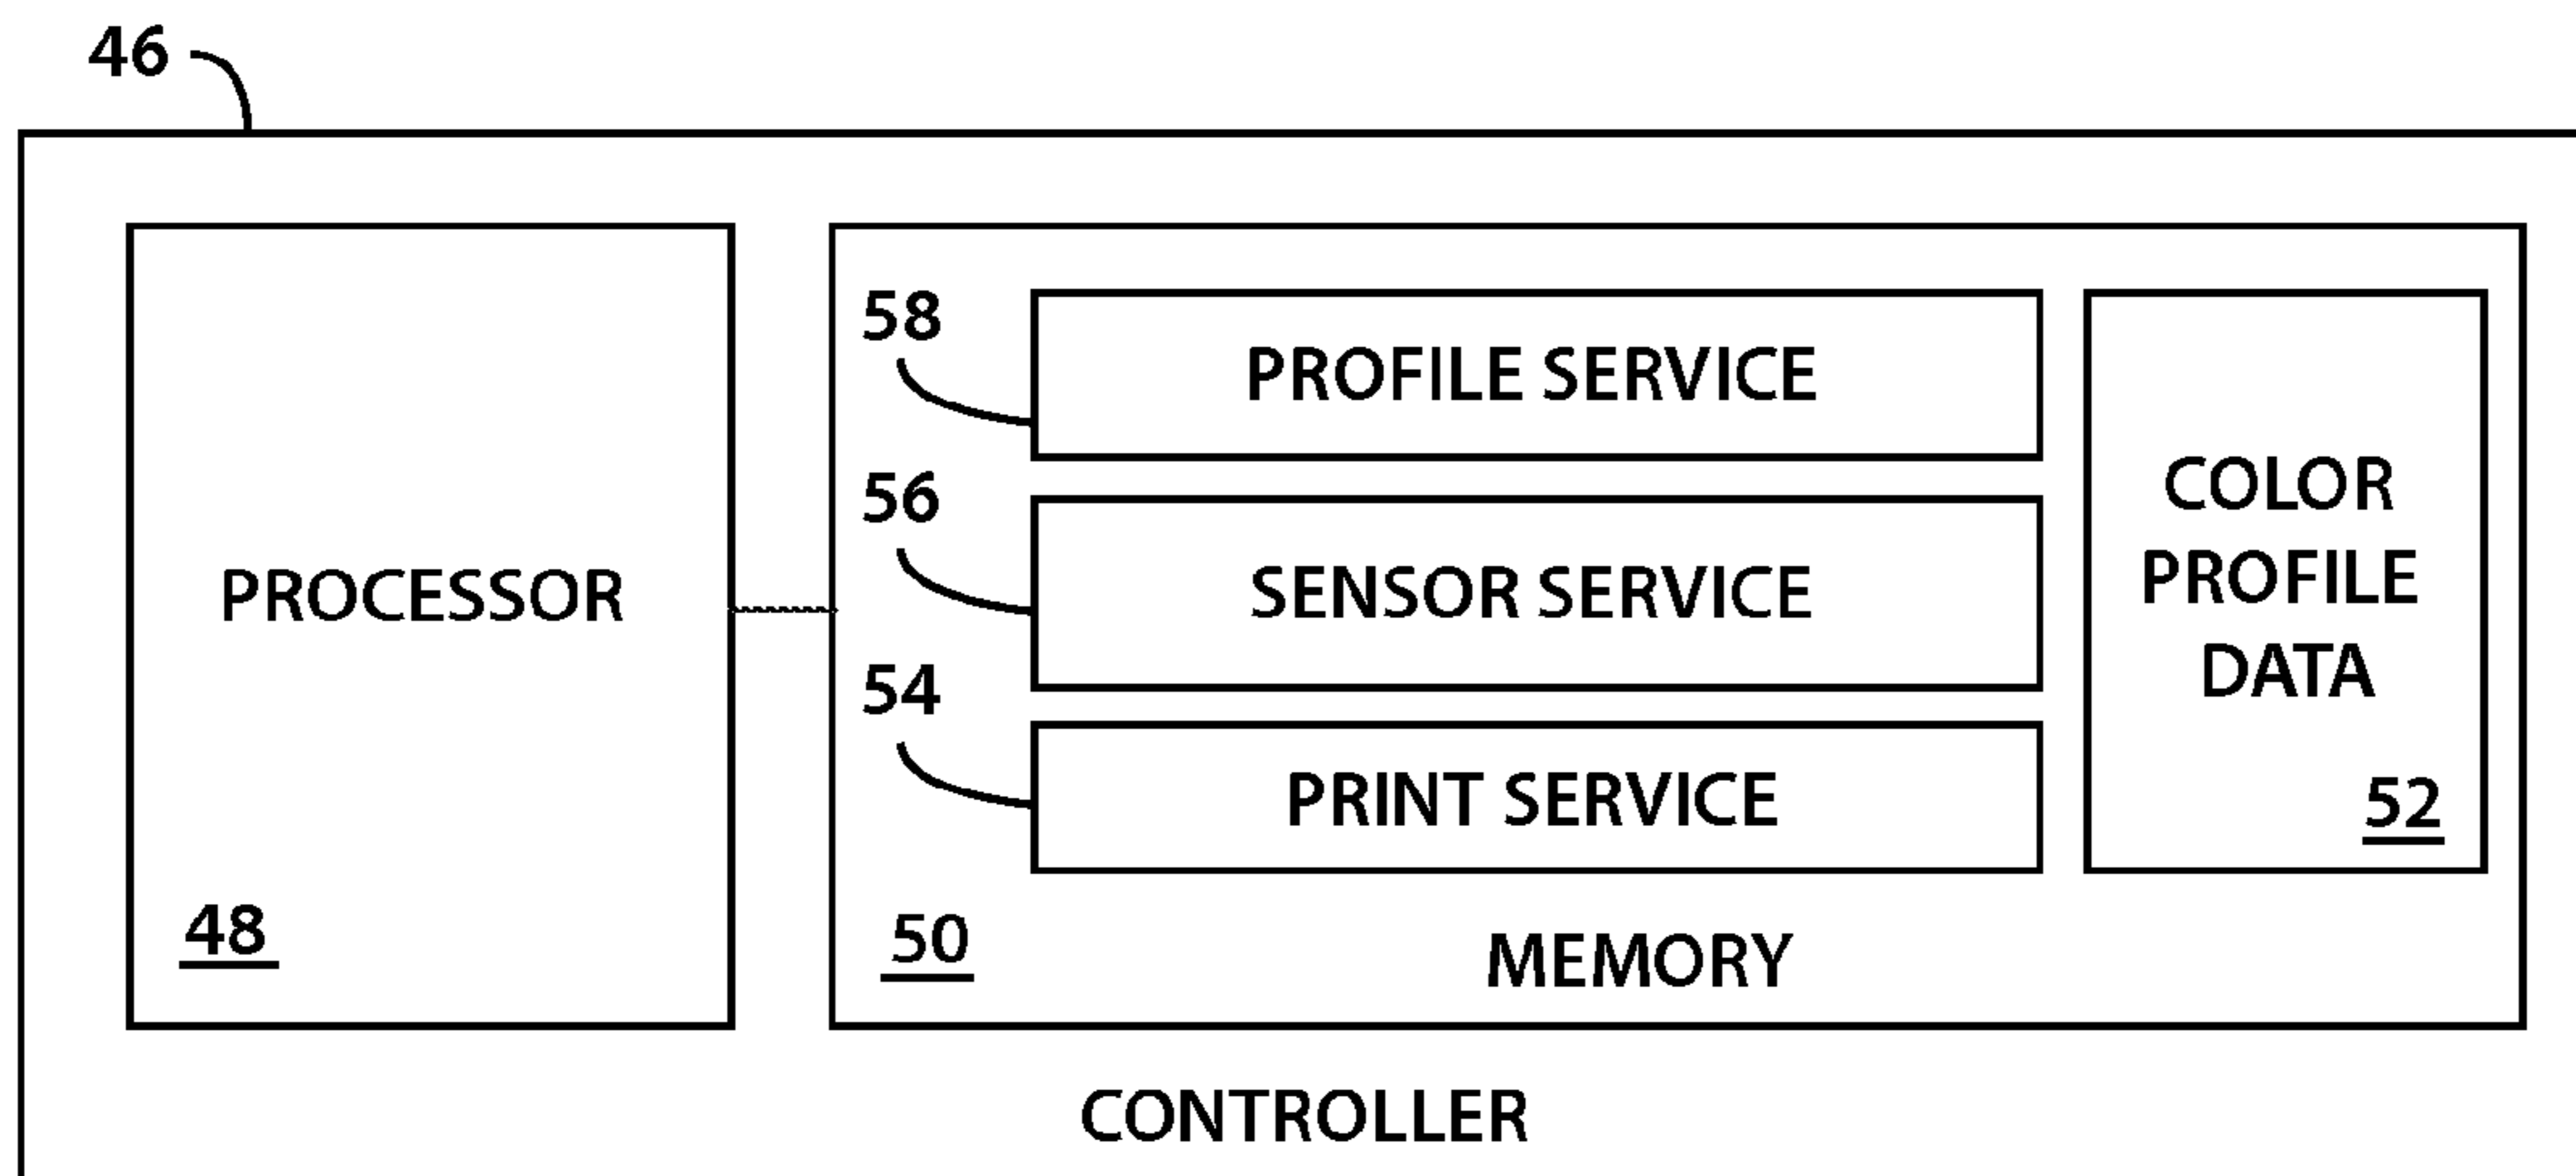 46
58
PROFILE SERVICE
56
SENSOR SERVICE
54
PRINT SERVICE
PROCESSOR
COLOR
PROFILE
DATA
52
48
50
MEMORY
CONTROLLER